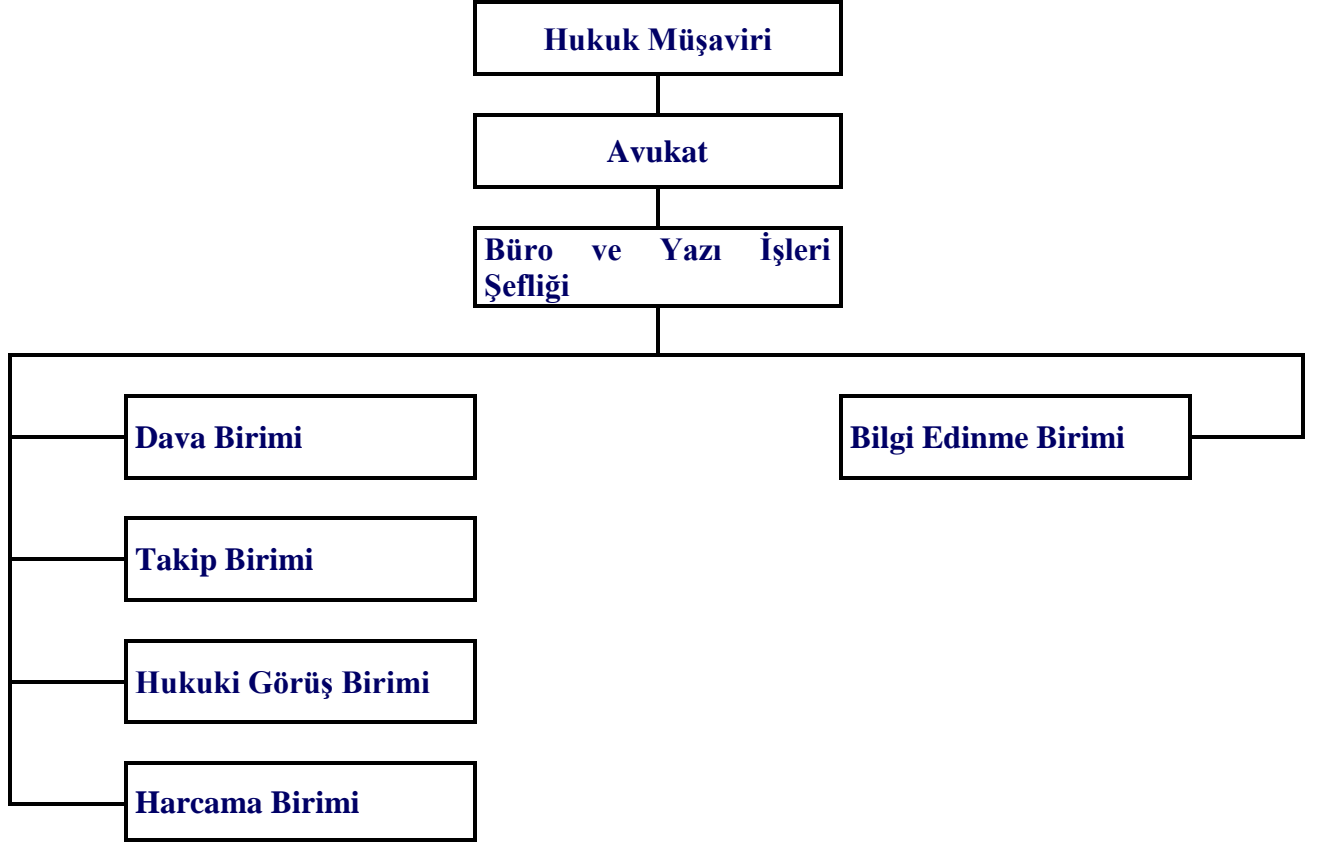 Hukuk Müşaviri
Avukat
Büro ve Yazı İşleri
Şefliği
Dava Birimi
Bilgi Edinme Birimi
Takip Birimi
Hukuki Görüş Birimi
Harcama Birimi